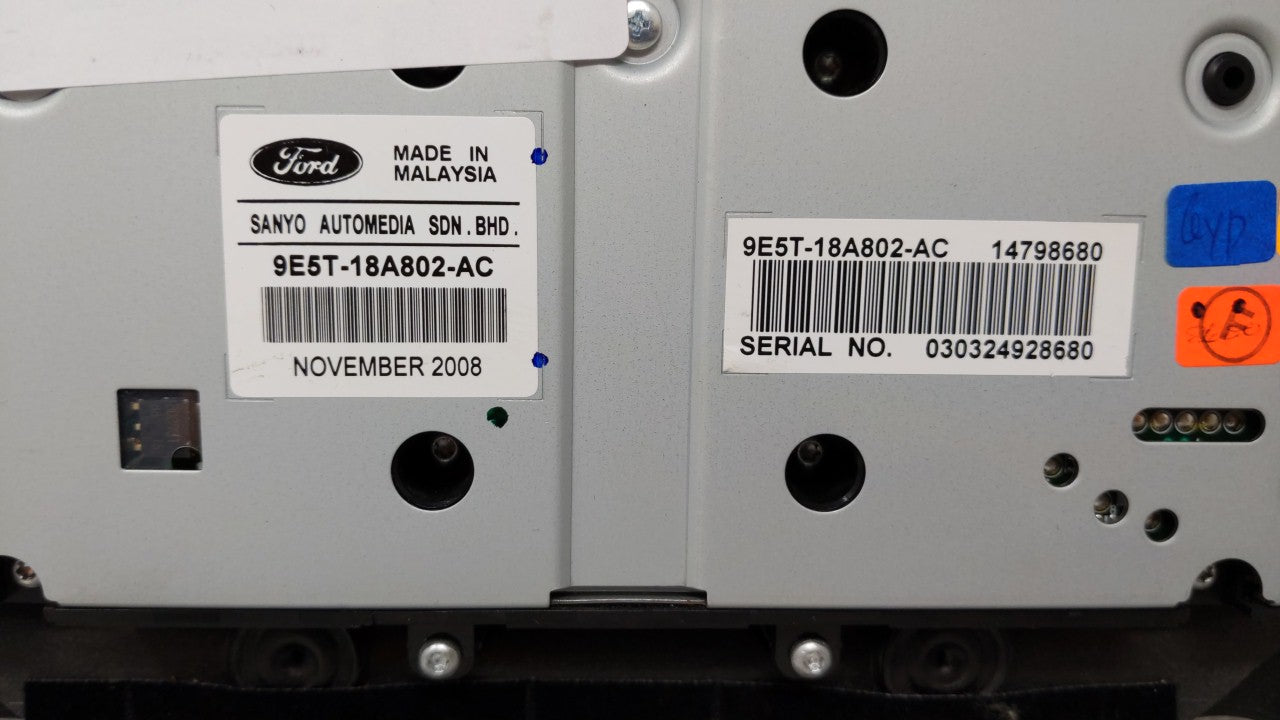 Ford
MADE IN
MALAYSIA
SANYO AUTOMEDIA SDN.BHD.
9E5T-18A802-AC
NOVEMBER 2008
9E5T-18A802-AC 14798680
SERIAL NO. 030324928680